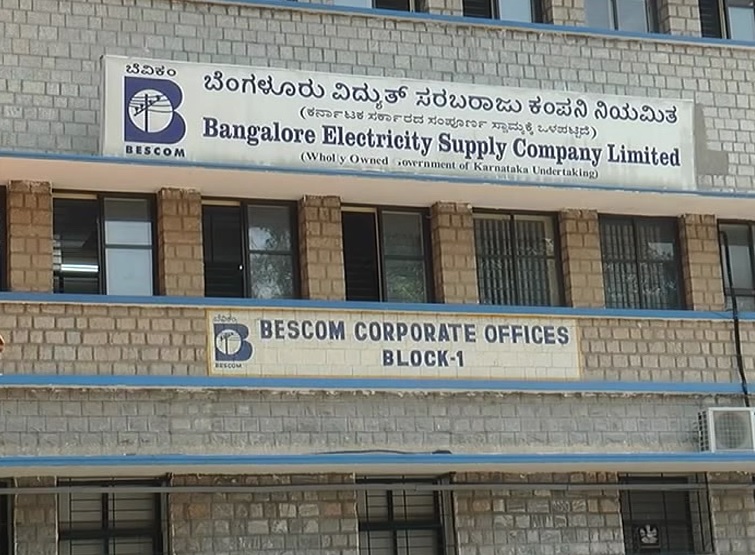 ಬೆವಿಕಂ
BESCOM
ಬೆಂಗಳೂರು ವಿದ್ಯುತ್ ಸರಬರಾಜು ಕಂಪನಿ ನಿಯಮಿತ
(ಕರ್ನಾಟಕ ಸರ್ಕಾರದ ಸಂಪೂರ್ಣ ಸ್ವಾಮ್ಯಕ್ಕೆ ಒಳಪಟ್ಟಿದೆ)
Bangalore Electricity Supply Company Limited
(Wholly Owned Government of Karnataka Undertaking)
ಬೆವಿಕಂ
BESCOM
BESCOM CORPORATE OFFICES
BLOCK-1